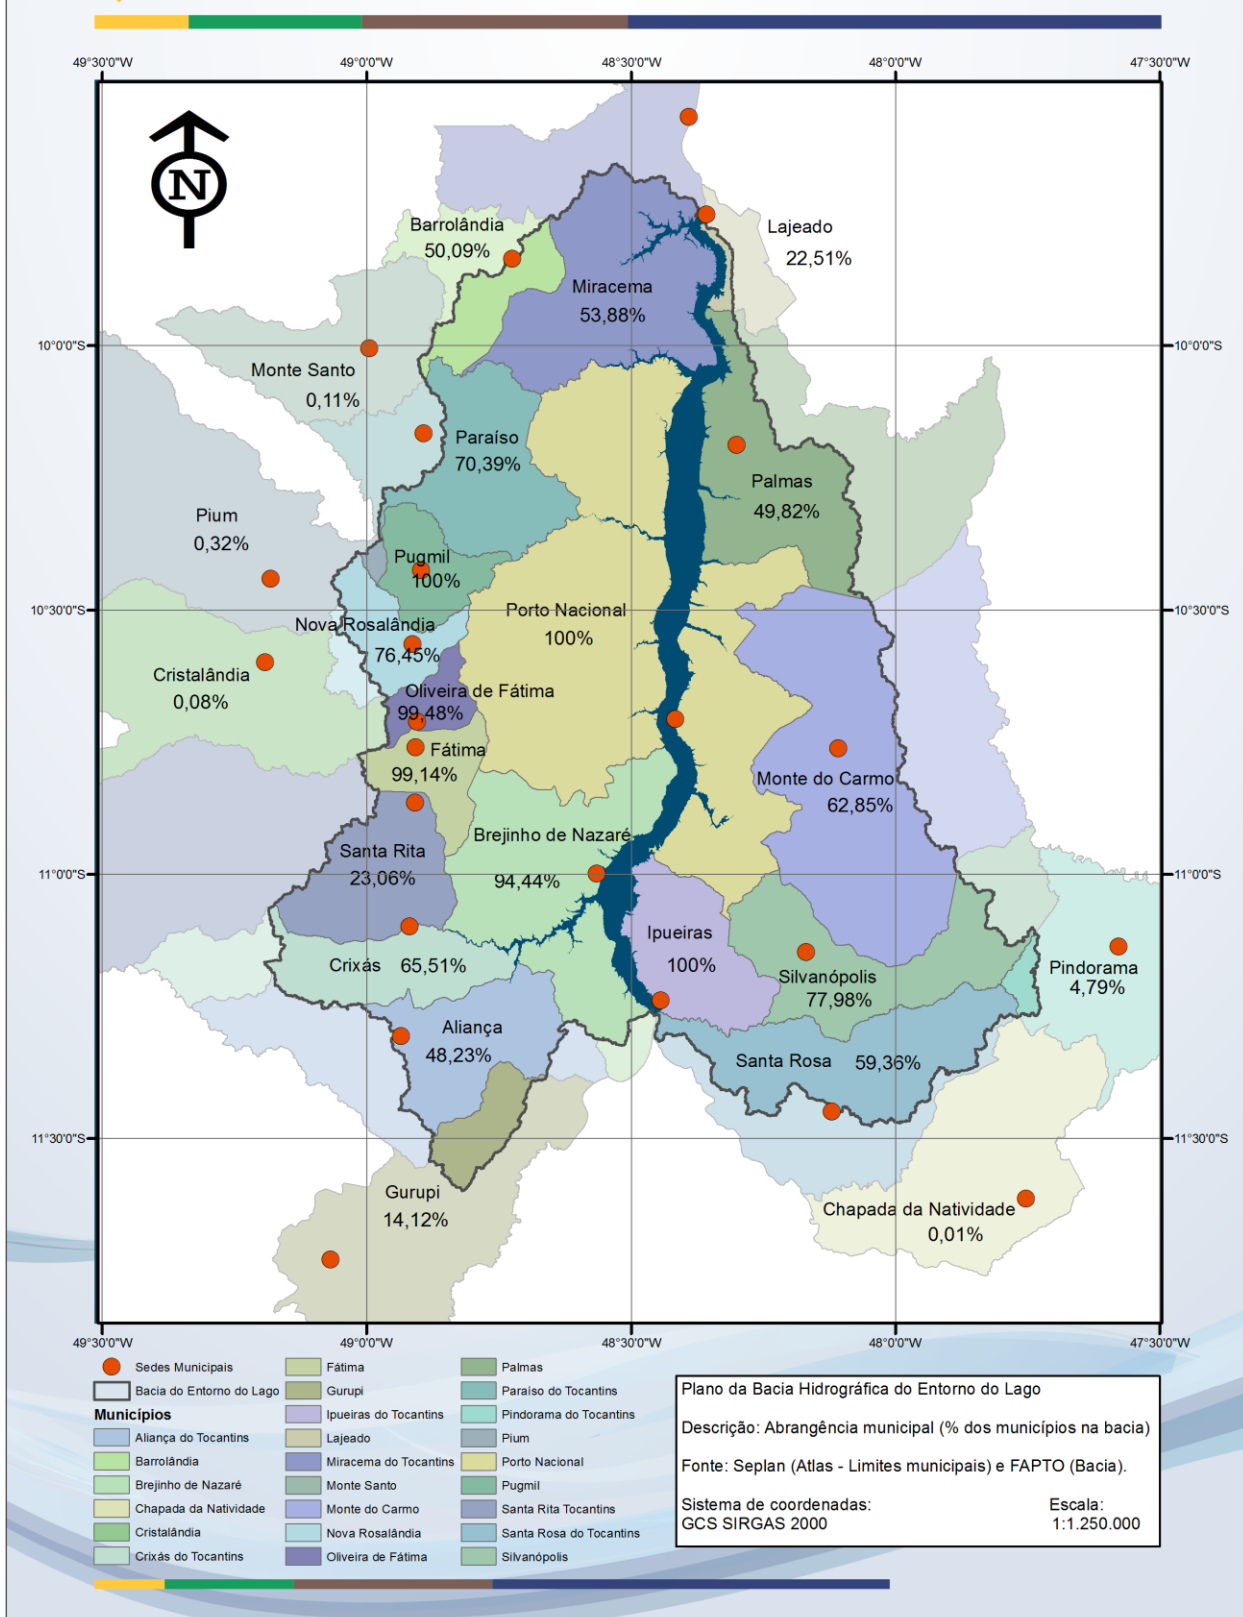 49°30'0"W 49°0'0"W 48°30'0"W 48°0'0"W 47°30'0"W
N
Barrolândia
50,09%
Lajeado
22,51%
Miracema
53,88%
10°0'0"S 10°0'0"S
Monte Santo
0,11%
Paraíso
70,39%
Palmas
49,82%
Pium
0,32%
Pugmil
100%
10°30'0"S 10°30'0"S
Porto Nacional
100%
Nova Rosalândia
76,45%
Cristalândia
0,08%
Oliveira de Fátima
99,48%
Fátima
99,14%
Monte do Carmo
62,85%
Brejinho de Nazaré
94,44%
Santa Rita
23,06%
11°0'0"S 11°0'0"S
Ipueiras
100%
Crixás 65,51%
Silvanópolis
77,98%
Pindorama
4,79%
Aliança
48,23%
Santa Rosa 59,36%
11°30'0"S 11°30'0"S
Gurupi
14,12%
Chapada da Natividade
0,01%
49°30'0"W 49°0'0"W 48°30'0"W 48°0'0"W 47°30'0"W
Sedes Municipais
Bacia do Entorno do Lago
Municípios
Aliança do Tocantins
Barrolândia
Brejinho de Nazaré
Chapada da Natividade
Cristalândia
Crixás do Tocantins
Fátima
Gurupi
Ipueiras do Tocantins
Lajeado
Miracema do Tocantins
Monte Santo
Monte do Carmo
Nova Rosalândia
Oliveira de Fátima
Palmas
Paraíso do Tocantins
Pindorama do Tocantins
Pium
Porto Nacional
Pugmil
Santa Rita Tocantins
Santa Rosa do Tocantins
Silvanópolis
Plano da Bacia Hidrográfica do Entorno do Lago
Descrição: Abrangência municipal (% dos municípios na bacia)
Fonte: Seplan (Atlas - Limites municipais) e FAPTO (Bacia).
Sistema de coordenadas: Escala:
GCS SIRGAS 2000 1:1.250.000